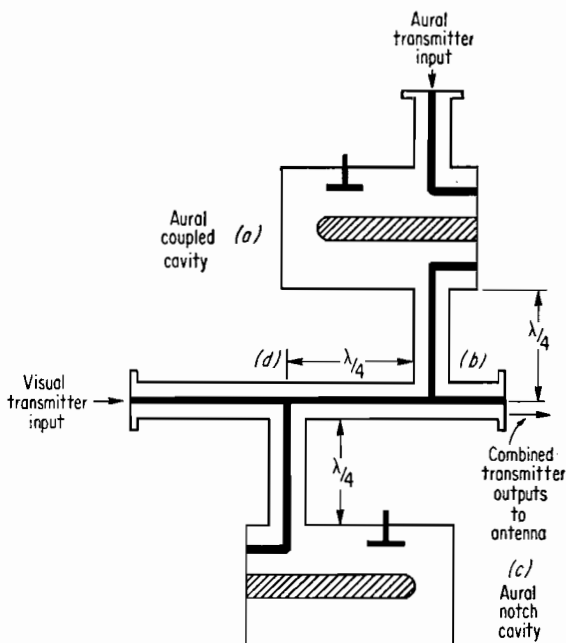 Aural
transmitter
input
Aural
coupled
cavity
(a)
λ/4
(d)
λ/4
(b)
Visual
transmitter
input
λ/4
Combined
transmitter
outputs
to
antenna
(c)
Aural
notch
cavity